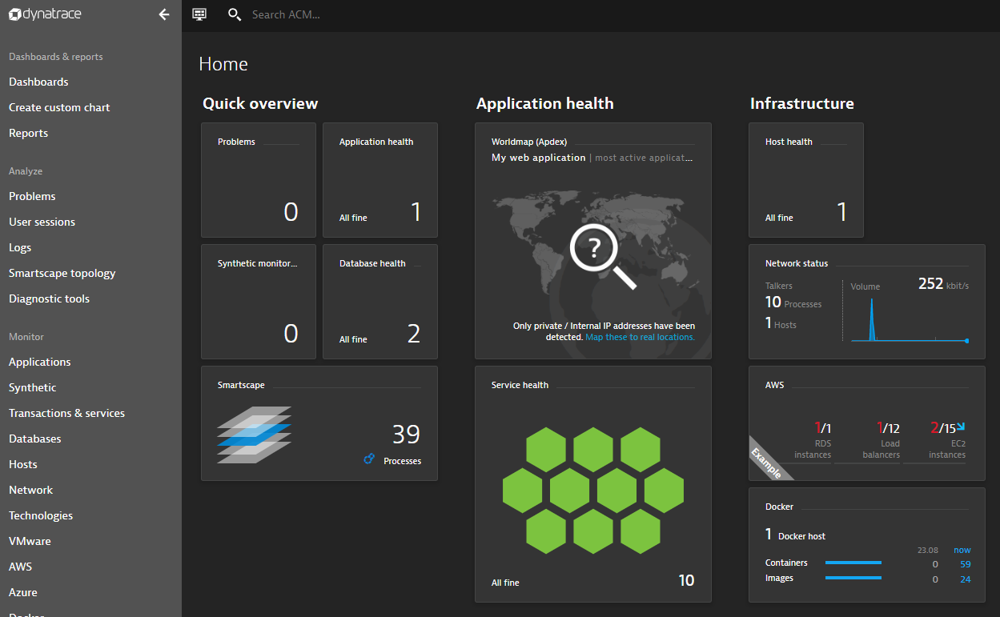 dynatrace
Search ACM...
Dashboards & reports
Dashboards
Create custom chart
Reports
Analyze
Problems
User sessions
Logs
Smartscape topology
Diagnostic tools
Monitor
Applications
Synthetic
Transactions & services
Databases
Hosts
Network
Technologies
VMware
AWS
Azure
Docker
Home
Quick overview
Problems
0
Application health
All fine 1
Synthetic monitor...
0
Database health
All fine 2
Smartscape
39
Processes
Application health
Worldmap (Apdex)
My web application | most active applicat...
?
Only private / Internal IP addresses have been
detected. Map these to real locations.
Service health
All fine 10
Infrastructure
Host health
All fine 1
Network status
Talkers
10 Processes
1 Hosts
Volume 252 kbit/s
AWS
1/1 1/12 2/15
RDS Load EC2
instances balancers instances
Example
Docker
1 Docker host
23.08 now
Containers 0 59
Images 0 24